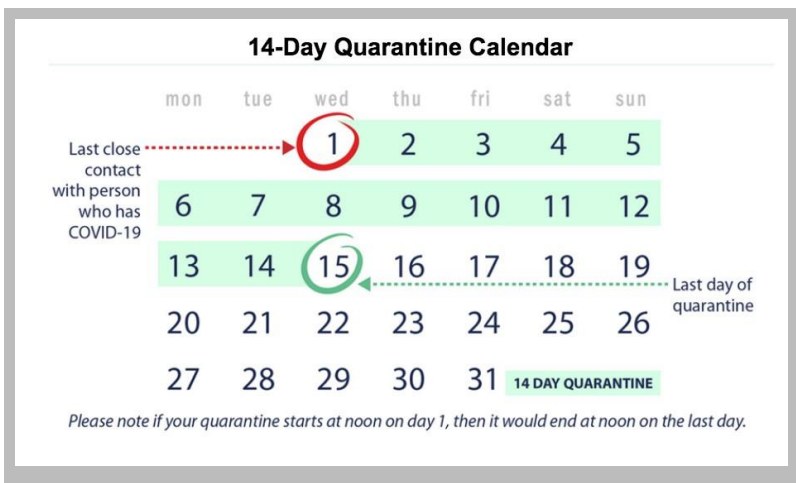 14-Day Quarantine Calendar
mon tue wed thu fri sat sun
Last close
contact
with person
who has
COVID-19
1 2 3 4 5
6 7 8 9 10 11 12
13 14 15 16 17 18 19
Last day of
quarantine
20 21 22 23 24 25 26
27 28 29 30 31 14 DAY QUARANTINE
Please note if your quarantine starts at noon on day 1, then it would end at noon on the last day.